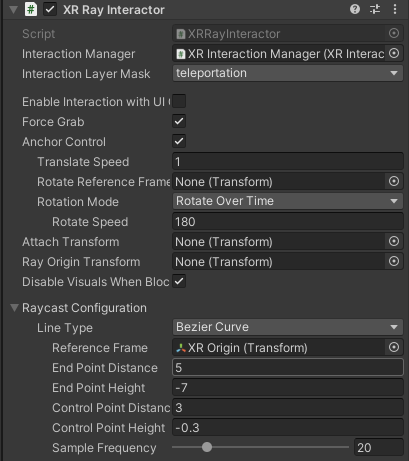 XR Ray Interactor
Script XRRayInteractor
Interaction Manager XR Interaction Manager (XR Interac
Interaction Layer Mask teleportation
Enable Interaction with UI
Force Grab
Anchor Control
Translate Speed 1
Rotate Reference Frame None (Transform)
Rotation Mode Rotate Over Time
Rotate Speed 180
Attach Transform None (Transform)
Ray Origin Transform None (Transform)
Disable Visuals When Bloc
Raycast Configuration
Line Type Bezier Curve
Reference Frame XR Origin (Transform)
End Point Distance 5
End Point Height -7
Control Point Distanc 3
Control Point Height -0.3
Sample Frequency 20